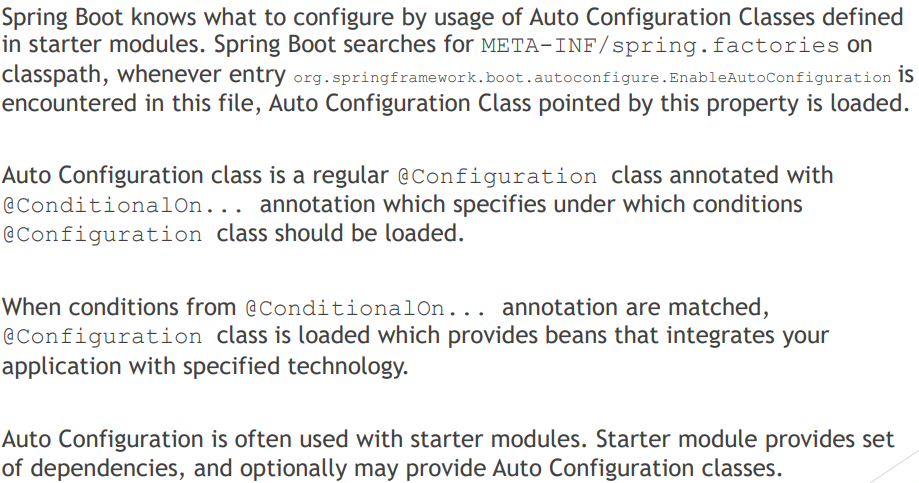 Spring Boot knows what to configure by usage of Auto Configuration Classes defined
in starter modules. Spring Boot searches for META-INF/spring.factories on
classpath, whenever entry org.springframework.boot.autoconfigure.EnableAutoConfiguration is
encountered in this file, Auto Configuration Class pointed by this property is loaded.
Auto Configuration class is a regular @Configuration class annotated with
@ConditionalOn... annotation which specifies under which conditions
@Configuration class should be loaded.
When conditions from @ConditionalOn... annotation are matched,
@Configuration class is loaded which provides beans that integrates your
application with specified technology.
Auto Configuration is often used with starter modules. Starter module provides set
of dependencies, and optionally may provide Auto Configuration classes.